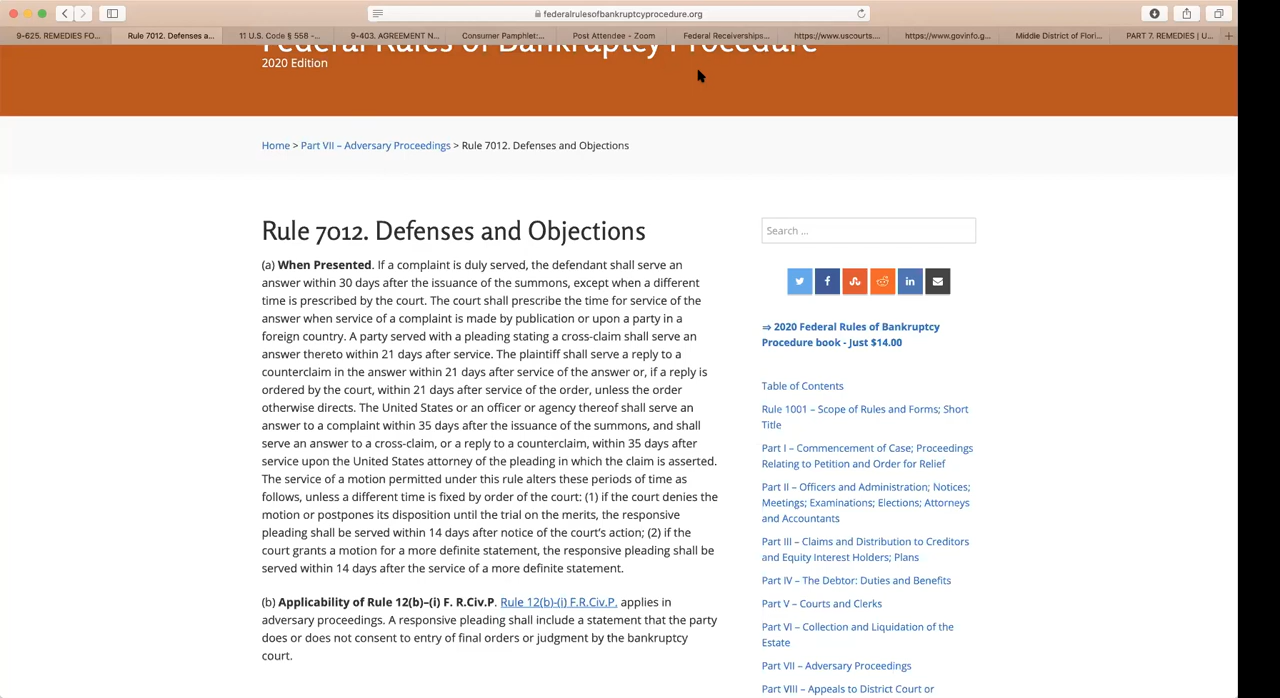 federalrulesofbankruptcyprocedure.org
9-625. REMEDIES FO...
Rule 7012. Defenses a...
11 U.S. Code § 558 -...
9-403. AGREEMENT N...
Consumer Pamphlet:...
Post Attendee - Zoom
Federal Receiverships...
https://www.uscourts....
https://www.govinfo.g...
Middle District of Flori...
PART 7. REMEDIES | U...
Federal Rules of Bankruptcy Procedure
2020 Edition
Home > Part VII – Adversary Proceedings > Rule 7012. Defenses and Objections
Rule 7012. Defenses and Objections
(a) When Presented. If a complaint is duly served, the defendant shall serve an
answer within 30 days after the issuance of the summons, except when a different
time is prescribed by the court. The court shall prescribe the time for service of the
answer when service of a complaint is made by publication or upon a party in a
foreign country. A party served with a pleading stating a cross-claim shall serve an
answer thereto within 21 days after service. The plaintiff shall serve a reply to a
counterclaim in the answer within 21 days after service of the answer or, if a reply is
ordered by the court, within 21 days after service of the order, unless the order
otherwise directs. The United States or an officer or agency thereof shall serve an
answer to a complaint within 35 days after the issuance of the summons, and shall
serve an answer to a cross-claim, or a reply to a counterclaim, within 35 days after
service upon the United States attorney of the pleading in which the claim is asserted.
The service of a motion permitted under this rule alters these periods of time as
follows, unless a different time is fixed by order of the court: (1) if the court denies the
motion or postpones its disposition until the trial on the merits, the responsive
pleading shall be served within 14 days after notice of the court's action; (2) if the
court grants a motion for a more definite statement, the responsive pleading shall be
served within 14 days after the service of a more definite statement.
(b) Applicability of Rule 12(b)–(i) F. R.Civ.P. Rule 12(b)-(i) F.R.Civ.P. applies in
adversary proceedings. A responsive pleading shall include a statement that the party
does or does not consent to entry of final orders or judgment by the bankruptcy
court.
Search ...
⇒ 2020 Federal Rules of Bankruptcy
Procedure book - Just $14.00
Table of Contents
Rule 1001 – Scope of Rules and Forms; Short
Title
Part I – Commencement of Case; Proceedings
Relating to Petition and Order for Relief
Part II – Officers and Administration; Notices;
Meetings; Examinations; Elections; Attorneys
and Accountants
Part III – Claims and Distribution to Creditors
and Equity Interest Holders; Plans
Part IV – The Debtor: Duties and Benefits
Part V – Courts and Clerks
Part VI – Collection and Liquidation of the
Estate
Part VII – Adversary Proceedings
Part VIII – Appeals to District Court or